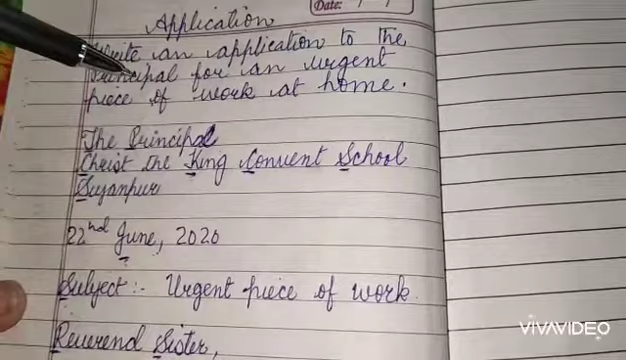 Application
Date:
Write an application to the
Principal for an urgent
piece of work at home.
The Principal
Christ the King Convent School
Sujanpur
22nd June, 2020
Subject:- Urgent piece of work
Reverend Sister,
VIVAVIDEO